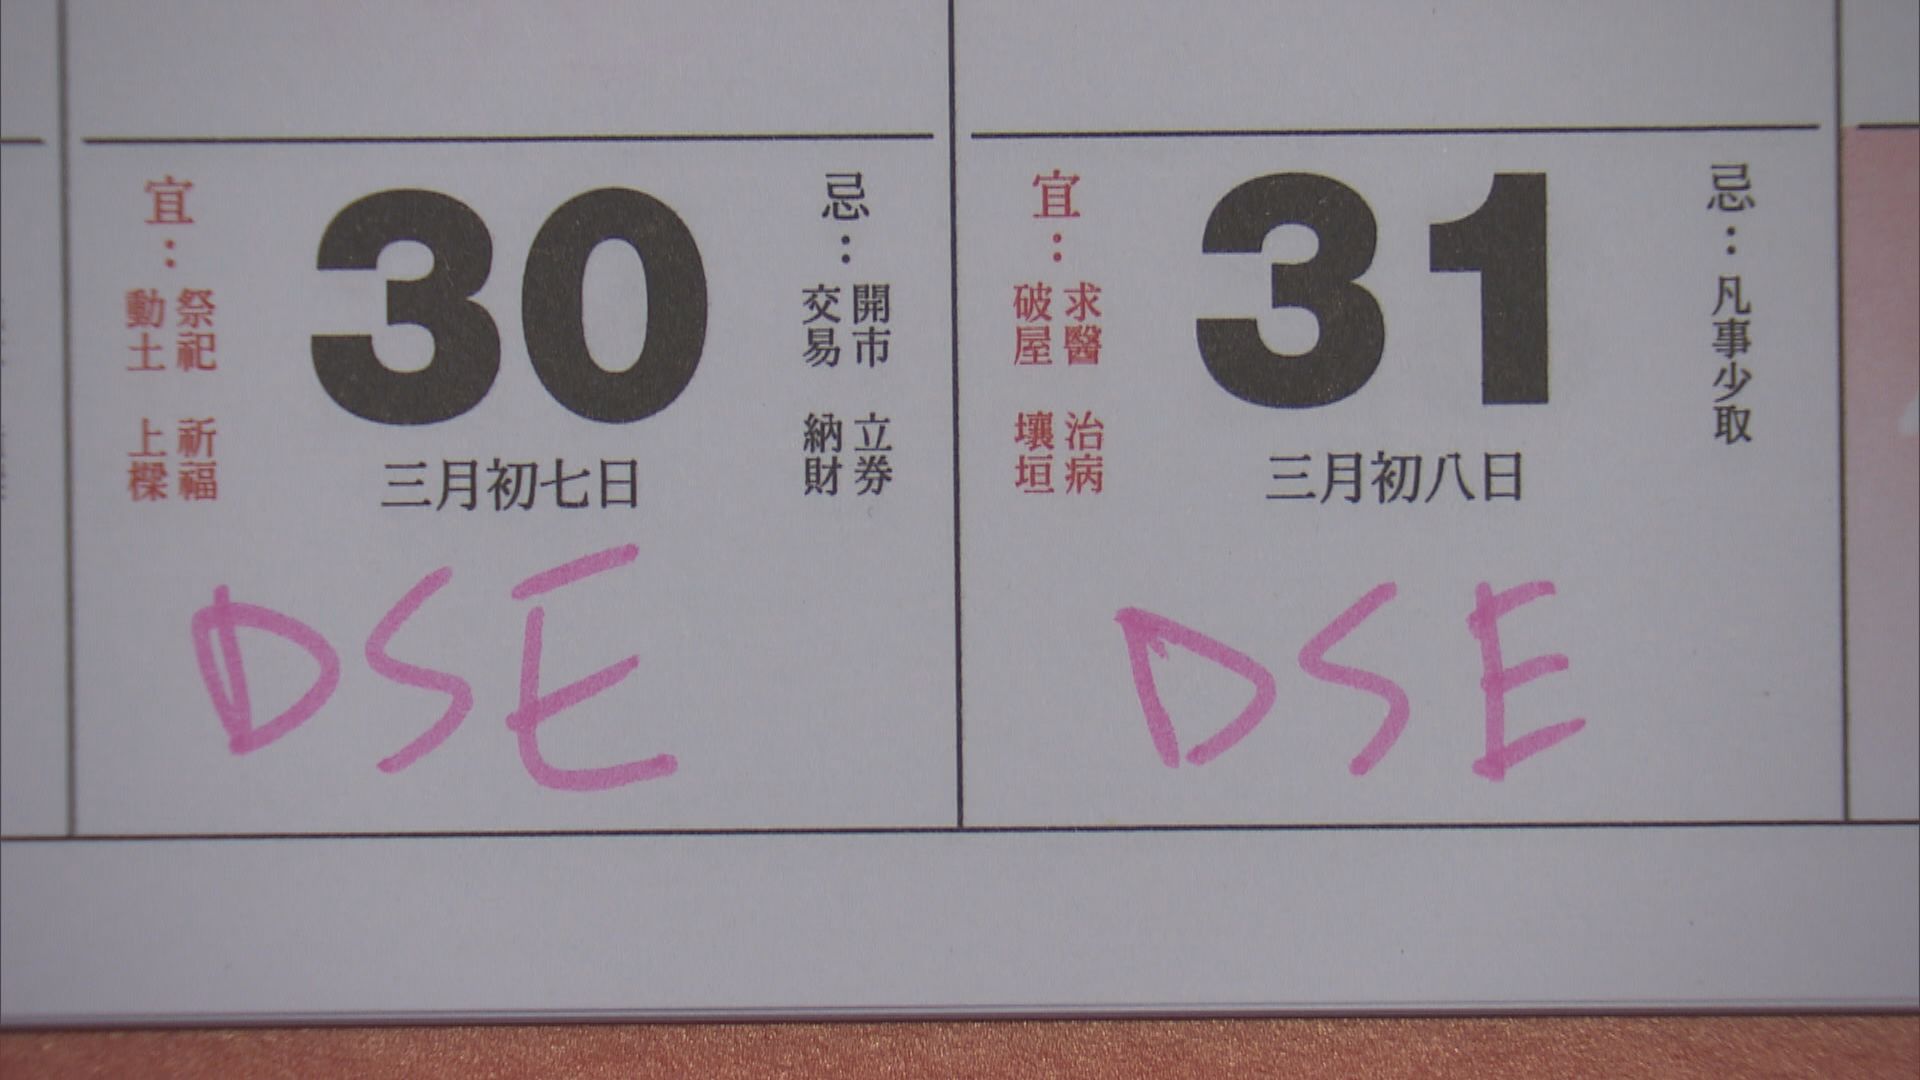 宜：
祭祀 祈福
動土 上樑
30
三月初七日
忌：
開市 立券
交易 納財
DSE
宜：
求醫 治病
破屋 壞垣
31
三月初八日
忌：凡事少取
DSE